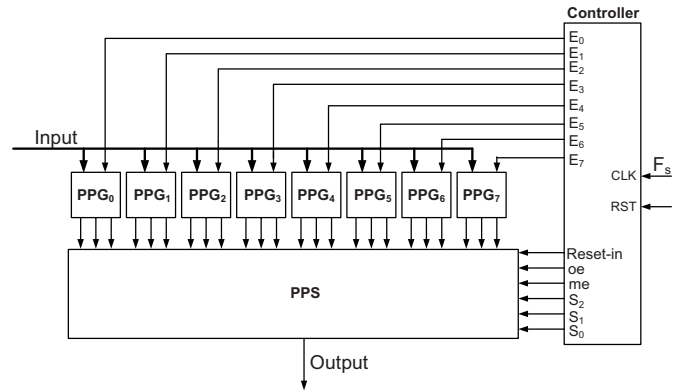 Controller
E₀
E₁
E₂
E₃
E₄
E₅
E₆
E₇
Input
CLK
Fₛ
RST
PPG₀ PPG₁ PPG₂ PPG₃ PPG₄ PPG₅ PPG₆ PPG₇
Reset-in
oe
me
S₂
S₁
S₀
PPS
Output